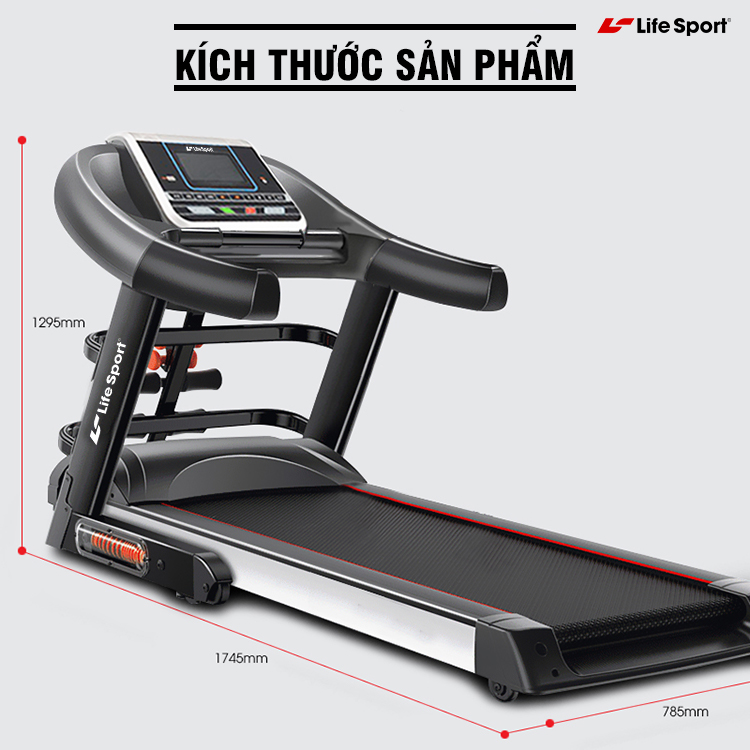 Life Sport®
KÍCH THƯỚC SẢN PHẨM
Life Sport
1295mm
Life Sport®
1745mm
785mm